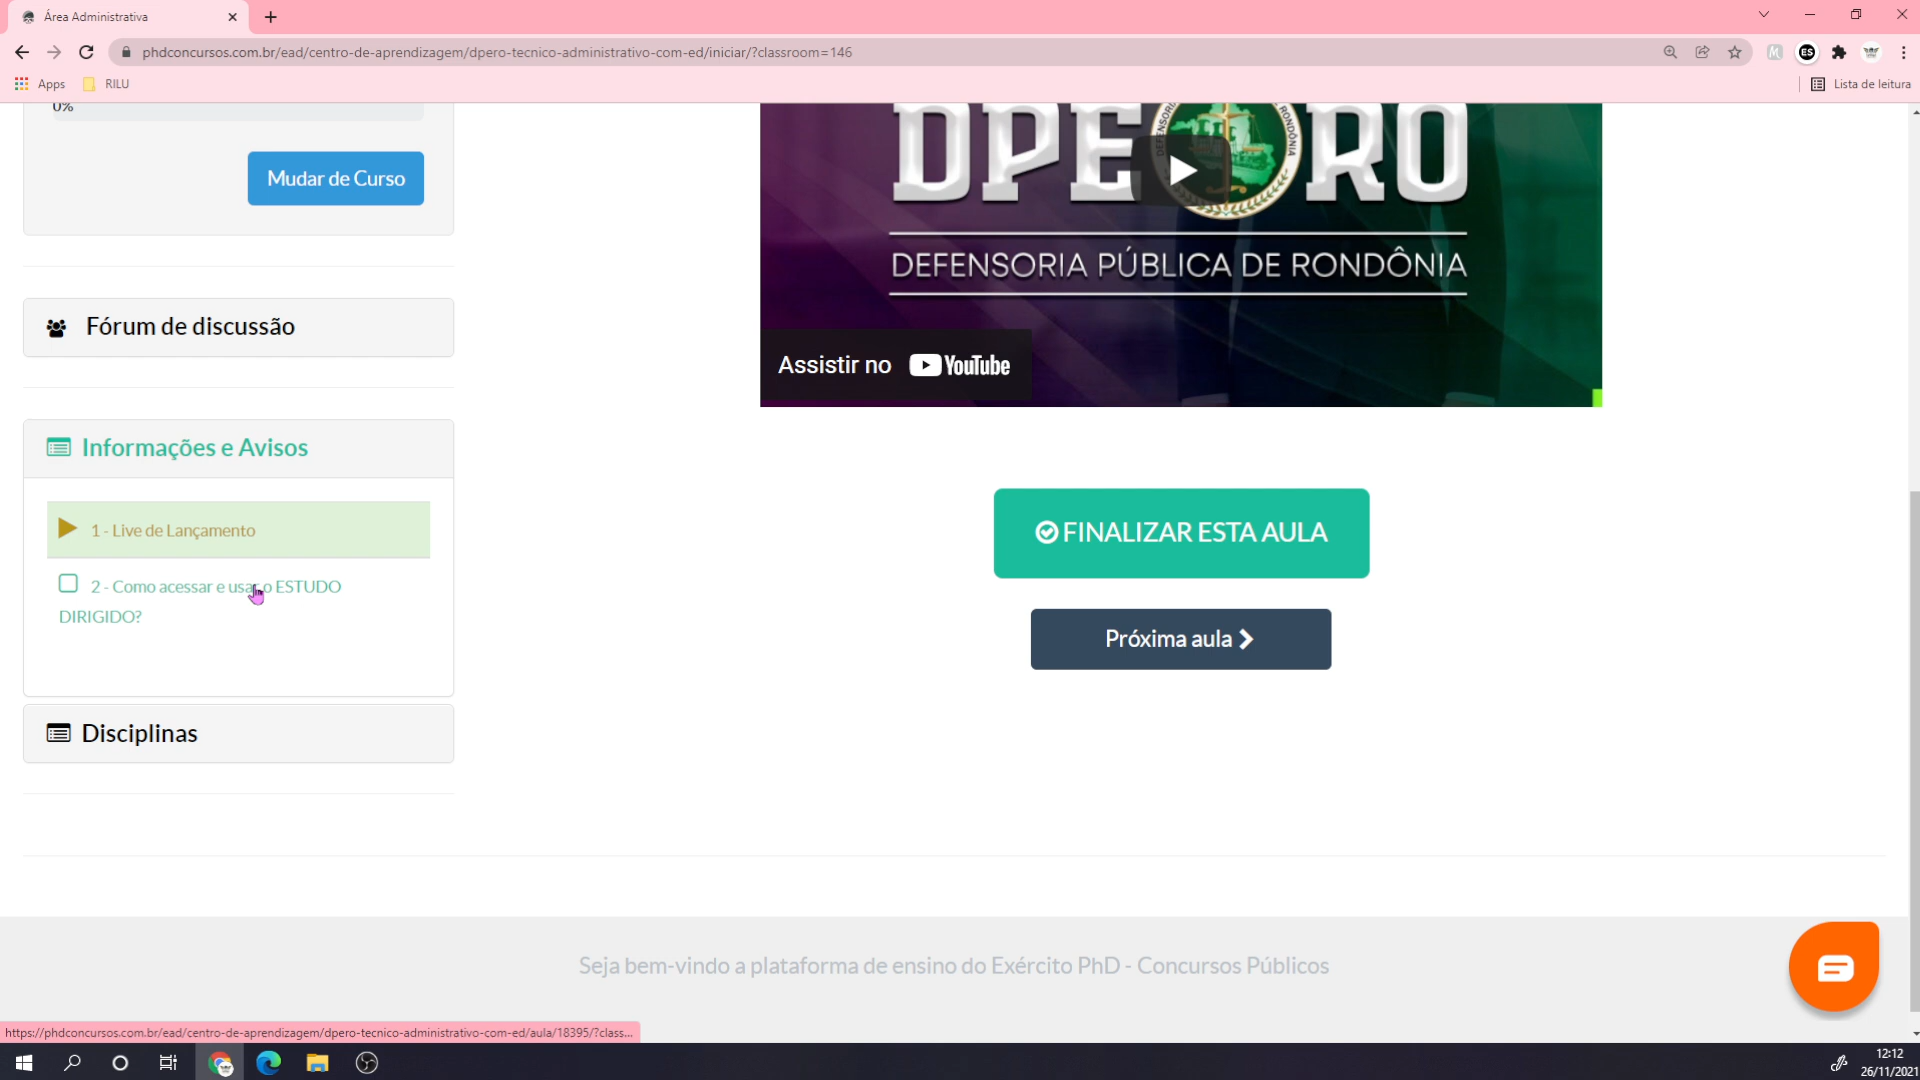 Área Administrativa
phdconcursos.com.br/ead/centro-de-aprendizagem/dpero-tecnico-administrativo-com-ed/iniciar/?classroom=146
ES
Apps
RILU
Lista de leitura
0%
Mudar de Curso
DPE RO
DEFENSORIA PÚBLICA DE RONDÔNIA
Assistir no YouTube
Fórum de discussão
Informações e Avisos
1 - Live de Lançamento
2 - Como acessar e usar o ESTUDO
DIRIGIDO?
Disciplinas
FINALIZAR ESTA AULA
Próxima aula
Seja bem-vindo a plataforma de ensino do Exército PhD - Concursos Públicos
https://phdconcursos.com.br/ead/centro-de-aprendizagem/dpero-tecnico-administrativo-com-ed/aula/18395/?class...
12:12
26/11/2021